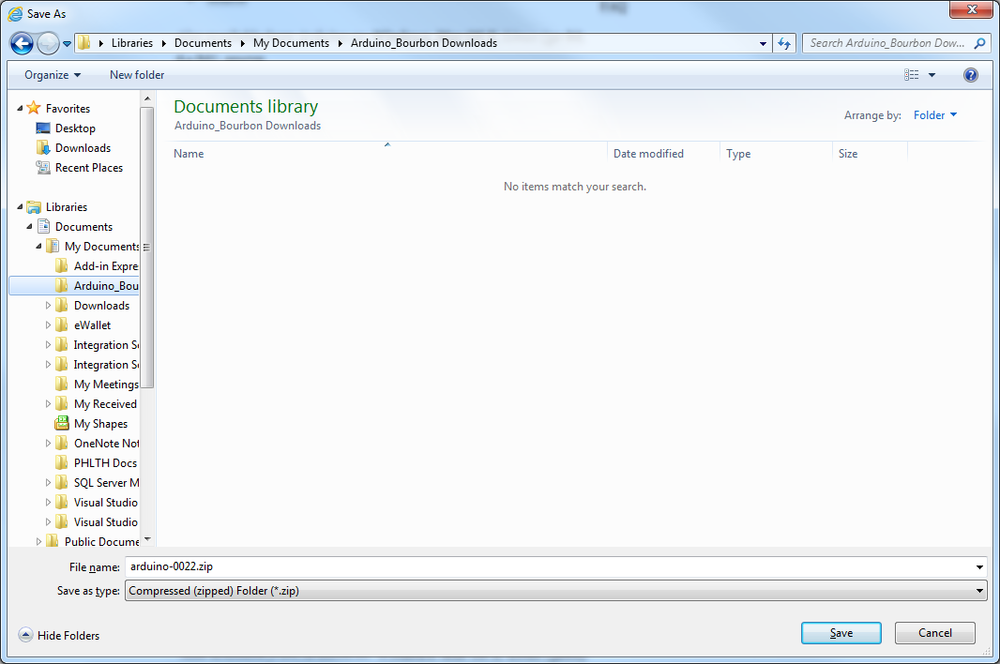 Save As
Libraries Documents My Documents Arduino_Bourbon Downloads
Search Arduino_Bourbon Dow...
Organize New folder
Favorites
Desktop
Downloads
Recent Places
Libraries
Documents
My Documents
Add-in Expre
Arduino_Bou
Downloads
eWallet
Integration Se
Integration Se
My Meetings
My Received
My Shapes
OneNote Not
PHLTH Docs
SQL Server M
Visual Studio
Visual Studio
Public Docume
Documents library
Arduino_Bourbon Downloads
Arrange by: Folder
Name Date modified Type Size
No items match your search.
File name: arduino-0022.zip
Save as type: Compressed (zipped) Folder (*.zip)
Hide Folders
Save Cancel